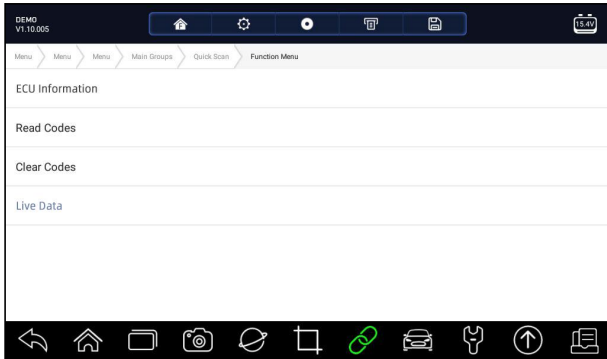 DEMO
V1.10.005
F
15.4V
Menu Menu Menu Main Groups Quick Scan Function Menu
ECU Information
Read Codes
Clear Codes
Live Data